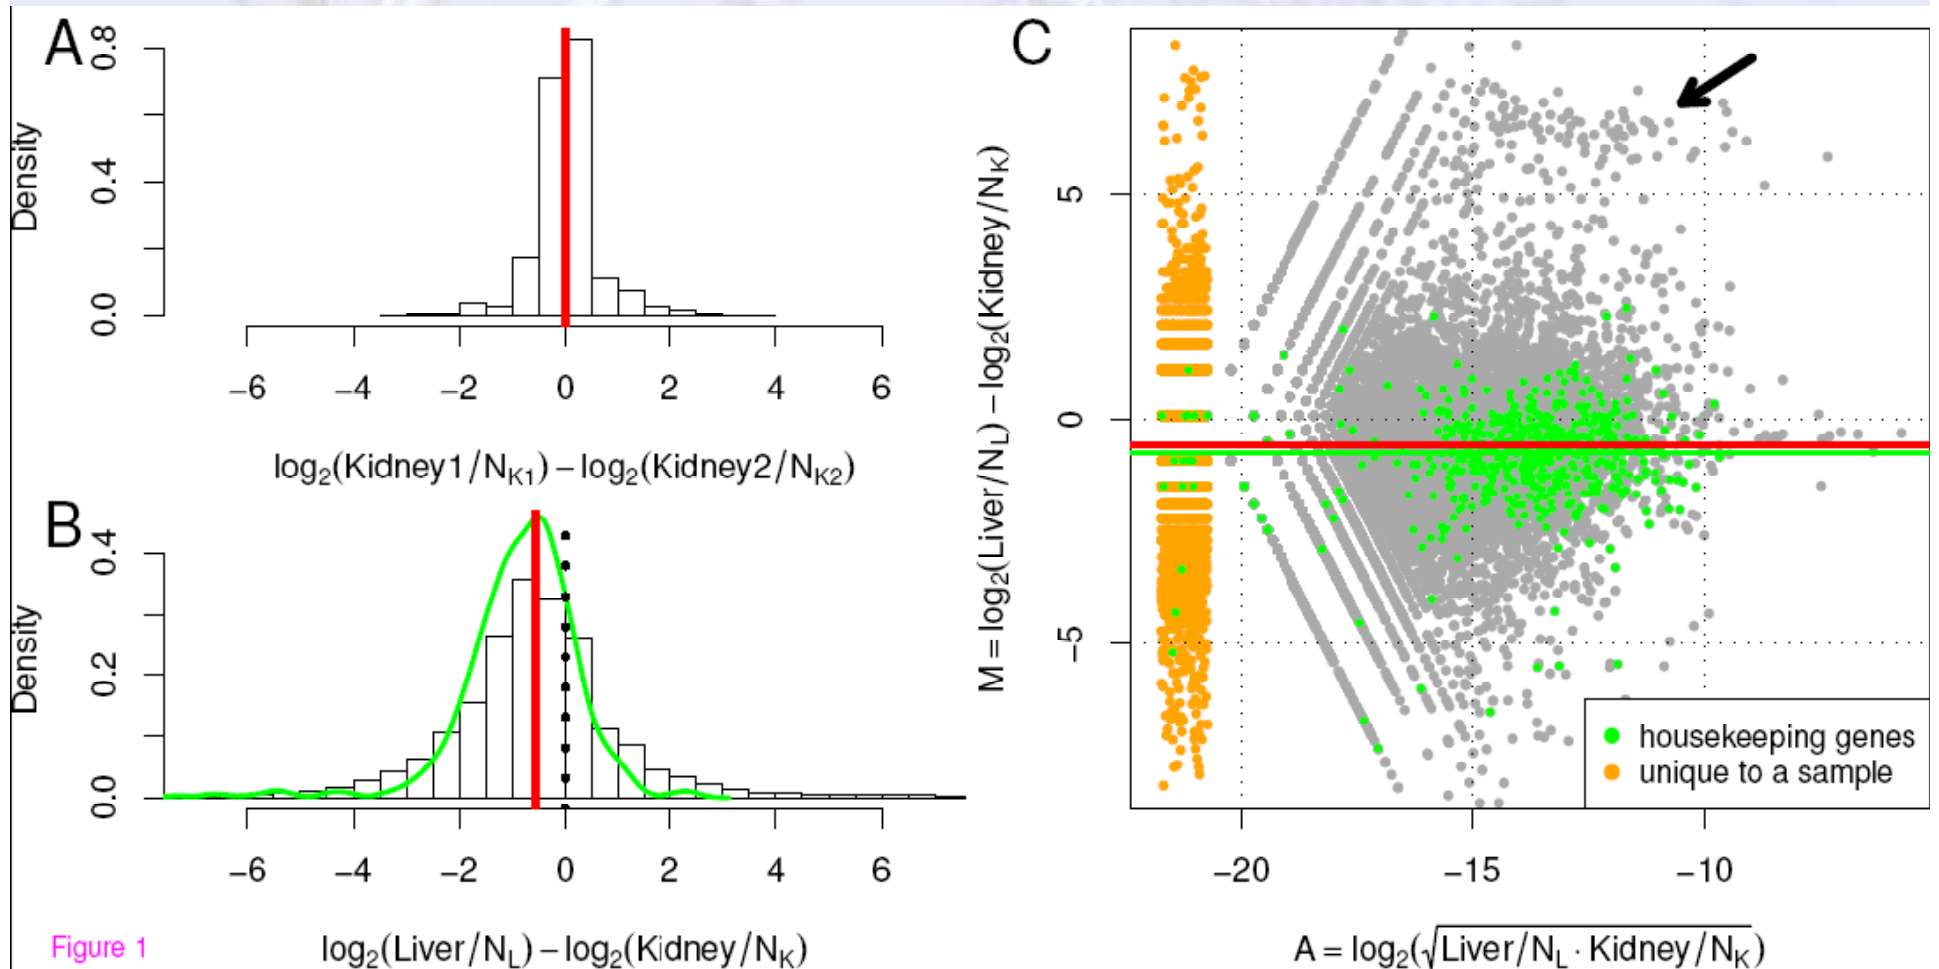 A
Density
0.0 0.4 0.8
−6 −4 −2 0 2 4 6
log2(Kidney1/NK1) − log2(Kidney2/NK2)
B
Density
0.0 0.2 0.4
−6 −4 −2 0 2 4 6
log2(Liver/NL) − log2(Kidney/NK)
Figure 1
C
M = log2(Liver/NL) − log2(Kidney/NK)
−5 0 5
housekeeping genes
unique to a sample
−20 −15 −10
A = log2(√Liver/NL · Kidney/NK)